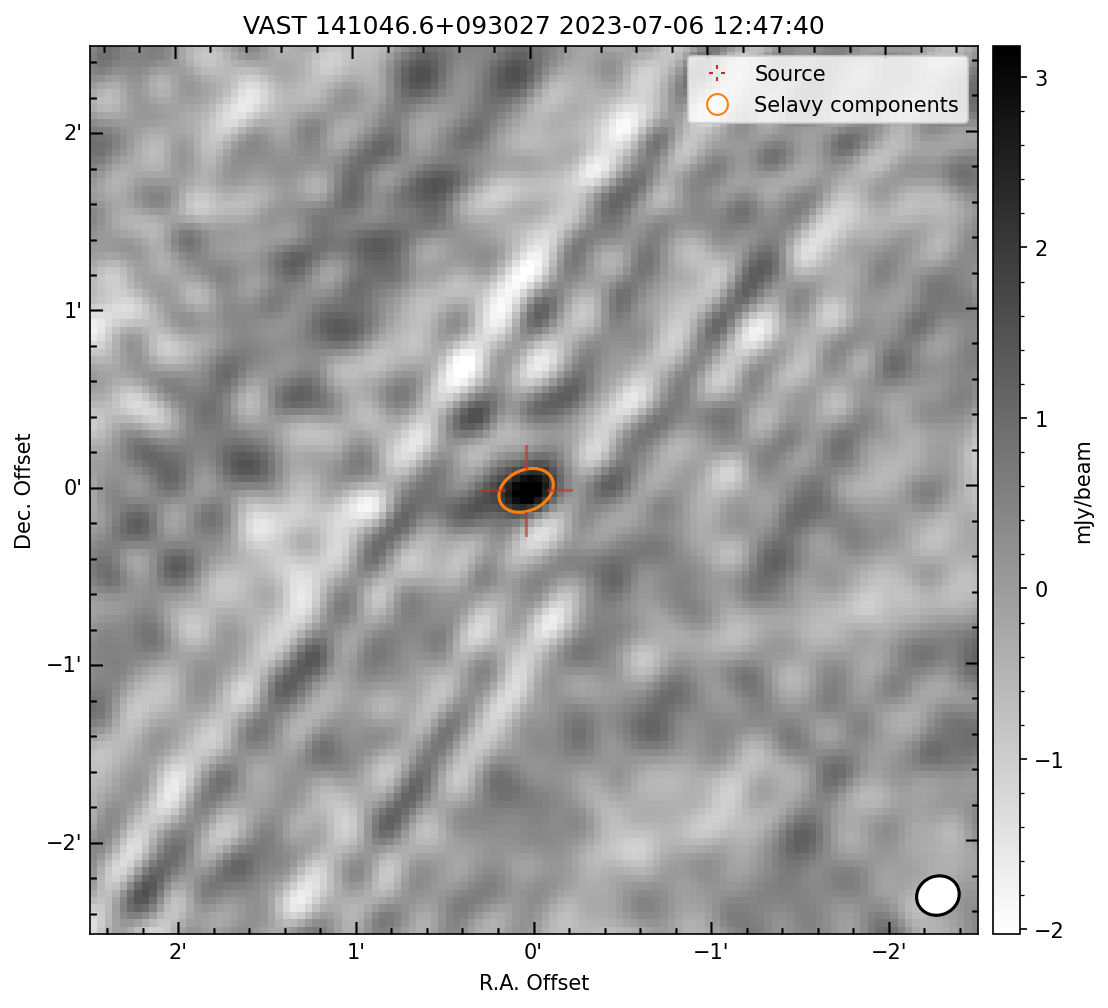 VAST 141046.6+093027 2023-07-06 12:47:40
Source
Selavy components
2'
1'
0'
−1'
−2'
Dec. Offset
2'
1'
0'
−1'
−2'
R.A. Offset
3
2
1
0
−1
−2
mJy/beam